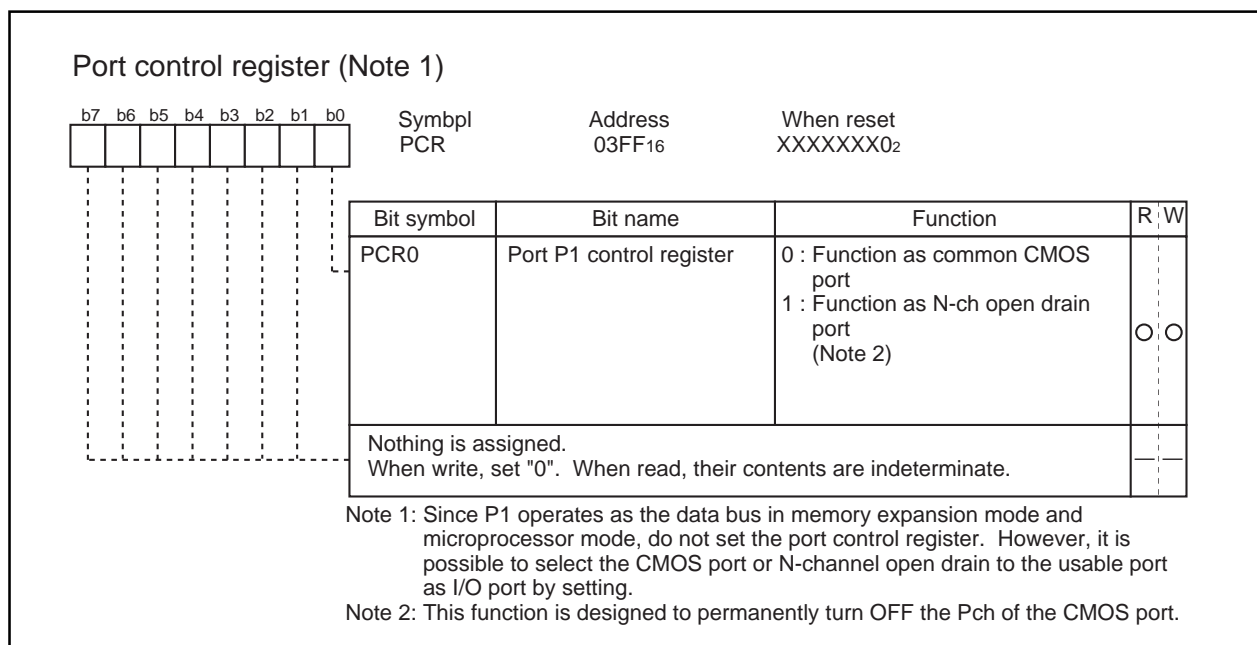 Port control register (Note 1)
b7 b6 b5 b4 b3 b2 b1 b0
Symbpl Address When reset
PCR 03FF16 XXXXXXX02
Bit symbol Bit name Function R W
PCR0 Port P1 control register 0 : Function as common CMOS
port
1 : Function as N-ch open drain
port
(Note 2)
Nothing is assigned.
When write, set "0". When read, their contents are indeterminate.
Note 1: Since P1 operates as the data bus in memory expansion mode and
microprocessor mode, do not set the port control register. However, it is
possible to select the CMOS port or N-channel open drain to the usable port
as I/O port by setting.
Note 2: This function is designed to permanently turn OFF the Pch of the CMOS port.